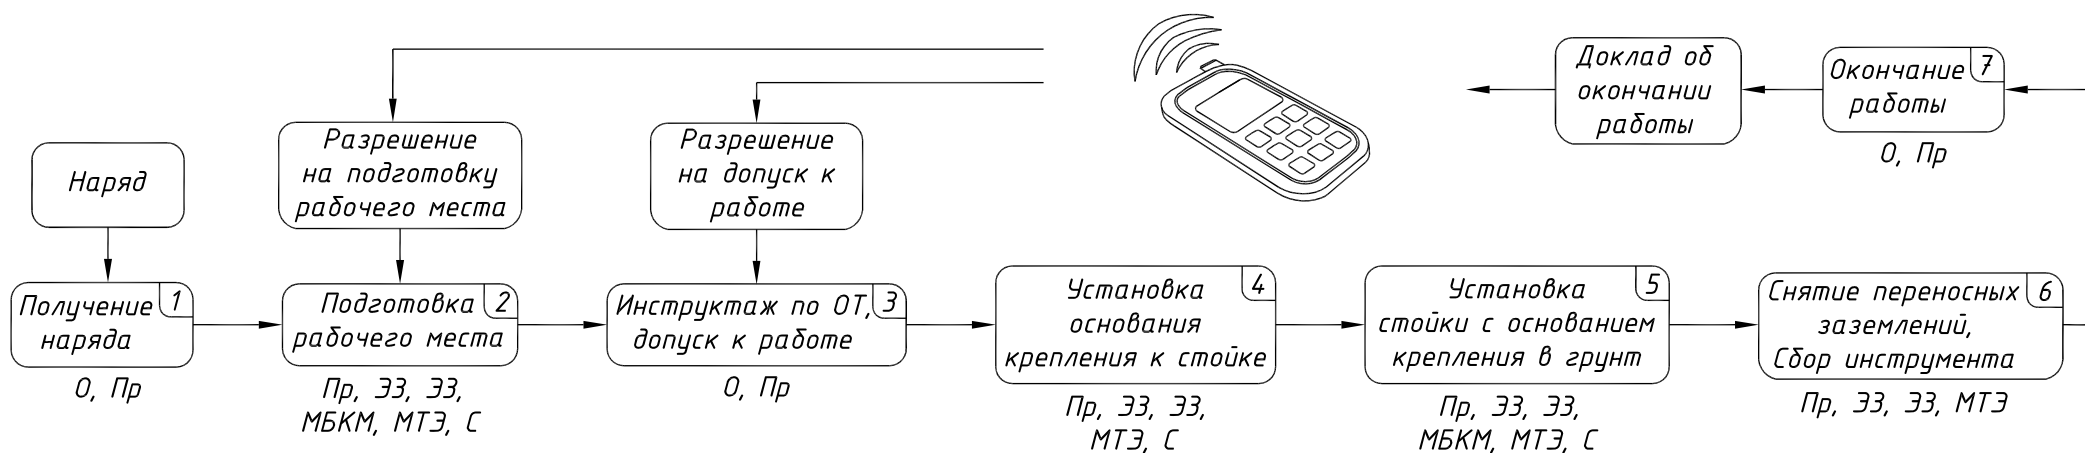 Наряд
Разрешение
на подготовку
рабочего места
Разрешение
на допуск к
работе
Доклад об
окончании
работы
Окончание 7
работы
О, Пр
Получение 1
наряда
О, Пр
Подготовка 2
рабочего места
Пр, ЭЗ, ЭЗ,
МБКМ, МТЭ, С
Инструктаж по ОТ, 3
допуск к работе
О, Пр
Установка 4
основания
крепления к стойке
Пр, ЭЗ, ЭЗ,
МТЭ, С
Установка 5
стойки с основанием
крепления в грунт
Пр, ЭЗ, ЭЗ,
МБКМ, МТЭ, С
Снятие переносных 6
заземлений,
Сбор инструмента
Пр, ЭЗ, ЭЗ, МТЭ